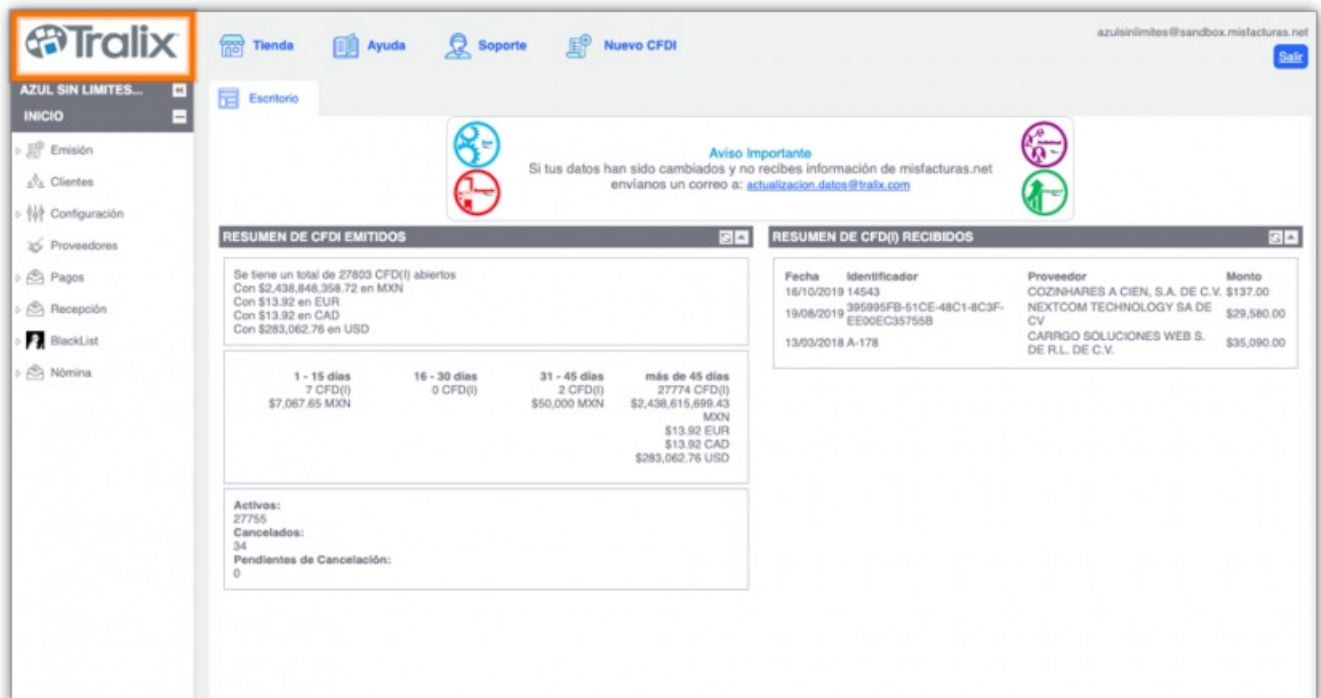 Tralix
Tienda
Ayuda
Soporte
Nuevo CFDI
azulsinlimites@sandbox.misfacturas.net
Salir
AZUL SIN LIMITES...
INICIO
Emisión
Clientes
Configuración
Proveedores
Pagos
Recepción
BlackList
Nómina
Escritorio
Aviso Importante
Si tus datos han sido cambiados y no recibes información de misfacturas.net
envíanos un correo a: actualizacion.datos@tralix.com
RESUMEN DE CFDI EMITIDOS
Se tiene un total de 27803 CFD(I) abiertos
Con $2,438,848,358.72 en MXN
Con $13.92 en EUR
Con $13.92 en CAD
Con $283,062.76 en USD
1 - 15 días 16 - 30 días 31 - 45 días más de 45 días
7 CFD(I) 0 CFD(I) 2 CFD(I) 27774 CFD(I)
$7,067.65 MXN $50,000 MXN $2,438,615,699.43
MXN
$13.92 EUR
$13.92 CAD
$283,062.76 USD
Activos:
27755
Cancelados:
34
Pendientes de Cancelación:
0
RESUMEN DE CFD(I) RECIBIDOS
Fecha Identificador Proveedor Monto
16/10/2019 14543 COZINHARES A CIEN, S.A. DE C.V. $137.00
19/08/2019 395995FB-51CE-48C1-8C3F- NEXTCOM TECHNOLOGY SA DE $29,580.00
EE00EC35755B CV
13/03/2018 A-178 CARRGO SOLUCIONES WEB S. $35,090.00
DE R.L. DE C.V.